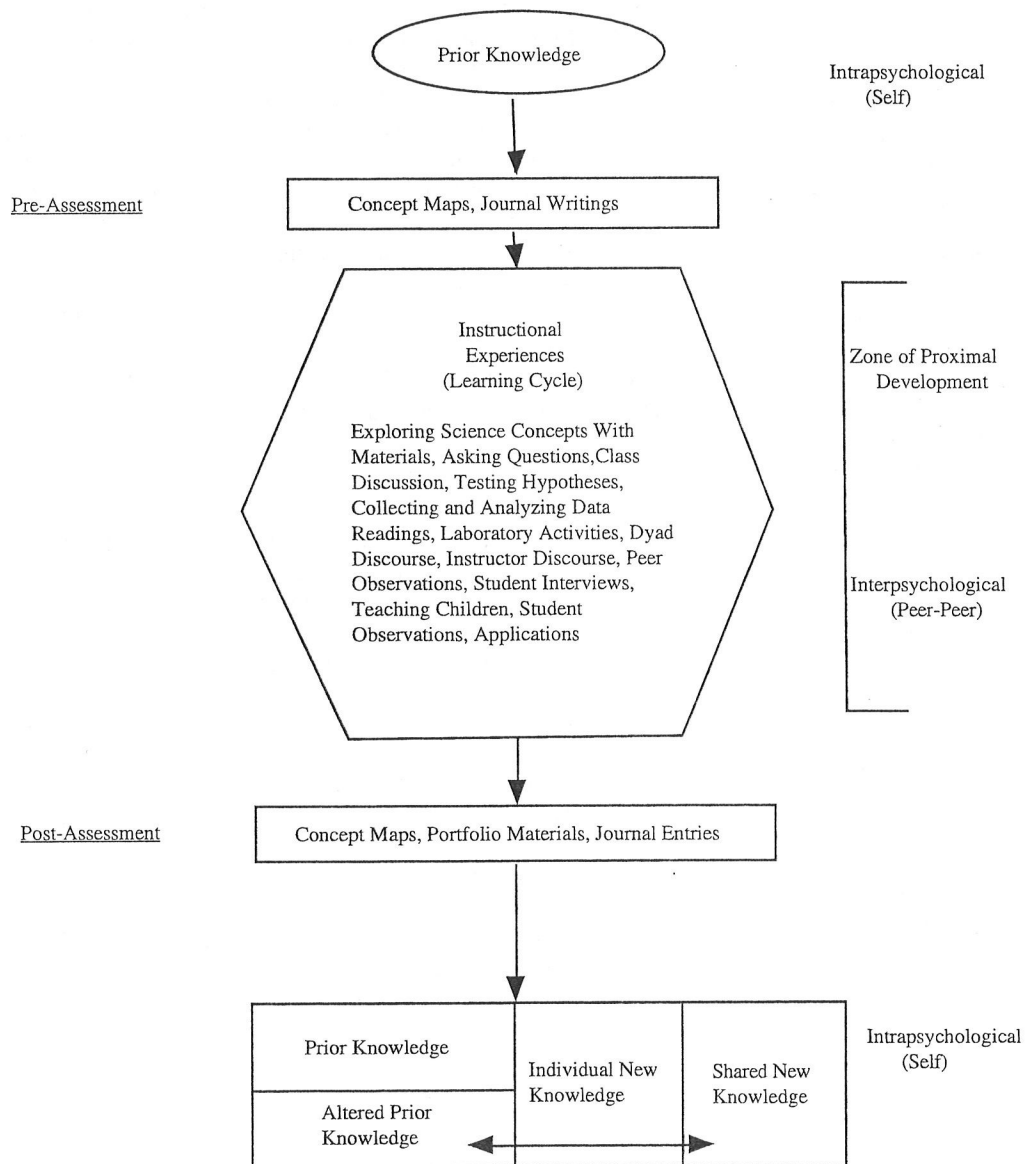 Prior Knowledge
Intrapsychological
(Self)
Pre-Assessment
Concept Maps, Journal Writings
Instructional
Experiences
(Learning Cycle)
Zone of Proximal
Development
Exploring Science Concepts With
Materials, Asking Questions,Class
Discussion, Testing Hypotheses,
Collecting and Analyzing Data
Readings, Laboratory Activities, Dyad
Discourse, Instructor Discourse, Peer
Observations, Student Interviews,
Teaching Children, Student
Observations, Applications
Interpsychological
(Peer-Peer)
Post-Assessment
Concept Maps, Portfolio Materials, Journal Entries
Prior Knowledge
Altered Prior
Knowledge
Individual New
Knowledge
Shared New
Knowledge
Intrapsychological
(Self)